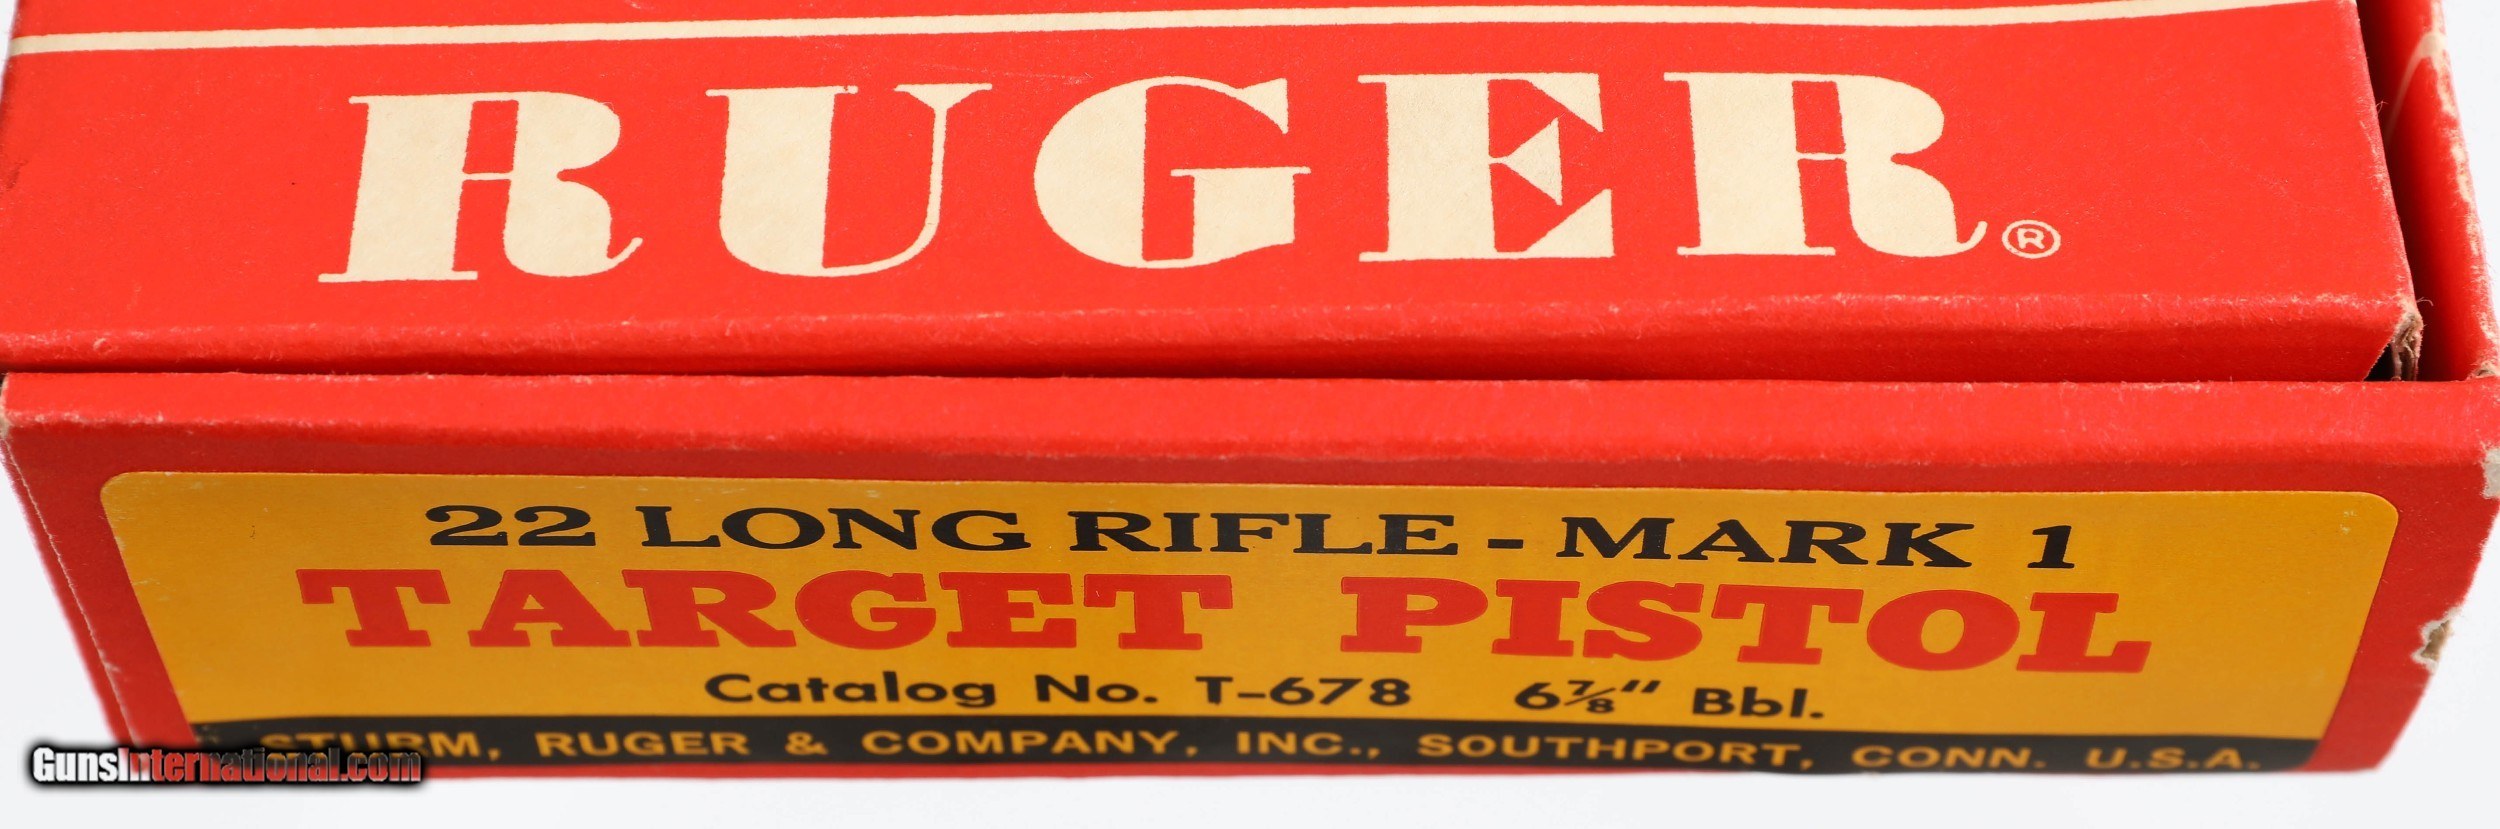 RUGER®
22 LONG RIFLE - MARK 1
TARGET PISTOL
Catalog No. T-678 6⅞" Bbl.
STURM, RUGER & COMPANY, INC., SOUTHPORT, CONN. U.S.A.
GunsInternational.com